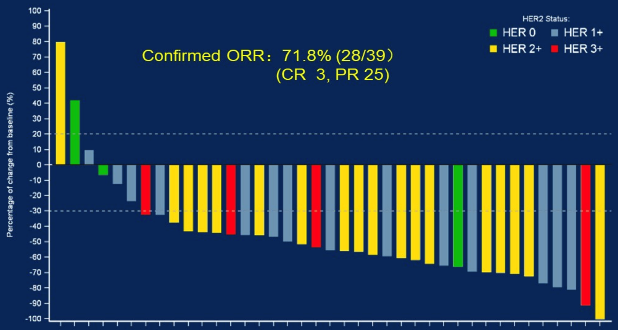 HER2 Status:
HER 0
HER 1+
HER 2+
HER 3+
Confirmed ORR：71.8% (28/39）
(CR 3, PR 25)
Percentage of change from baseline (%)
100
90
80
70
60
50
40
30
20
10
0
-10
-20
-30
-40
-50
-60
-70
-80
-90
-100